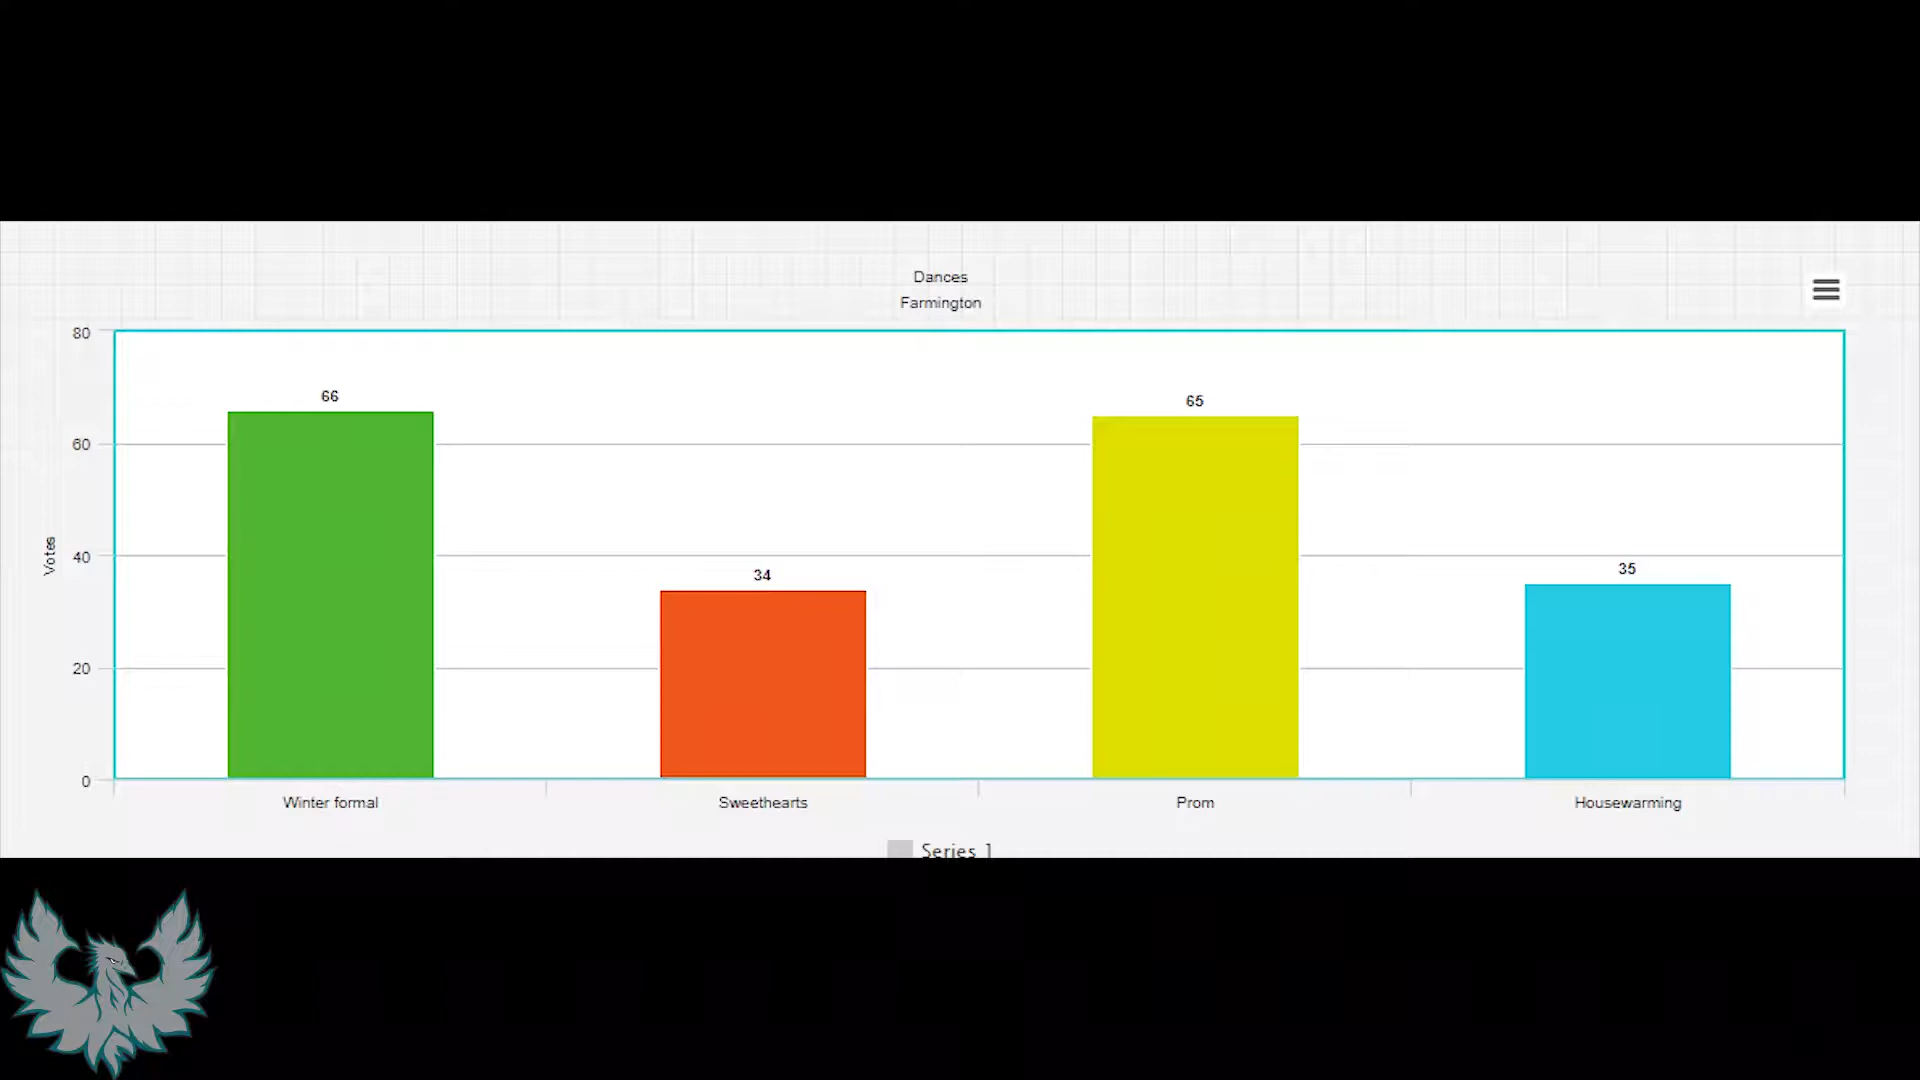 Dances
Farmington
80
60
40
20
0
Votes
66
34
65
35
Winter formal
Sweethearts
Prom
Housewarming
Series 1